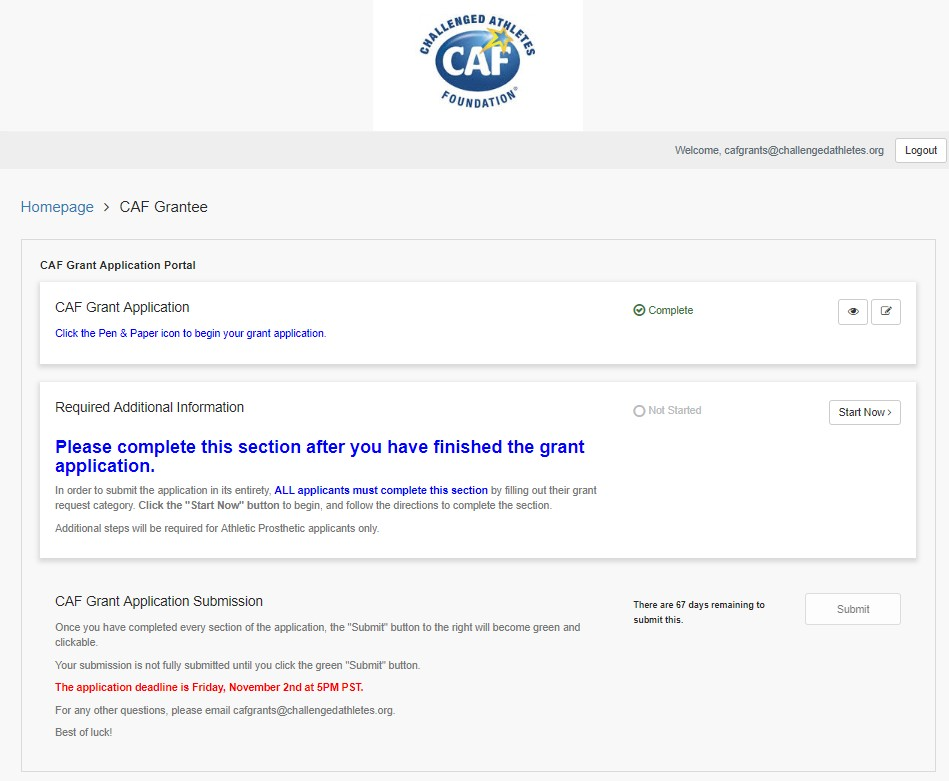 CHALLENGED ATHLETES
CAF
FOUNDATION®
Welcome, cafgrants@challengedathletes.org
Logout
Homepage > CAF Grantee
CAF Grant Application Portal
CAF Grant Application
Complete
Click the Pen & Paper icon to begin your grant application.
Required Additional Information
Not Started
Start Now ›
Please complete this section after you have finished the grant
application.
In order to submit the application in its entirety, ALL applicants must complete this section by filling out their grant
request category. Click the "Start Now" button to begin, and follow the directions to complete the section.
Additional steps will be required for Athletic Prosthetic applicants only.
CAF Grant Application Submission
There are 67 days remaining to
submit this.
Submit
Once you have completed every section of the application, the "Submit" button to the right will become green and
clickable.
Your submission is not fully submitted until you click the green "Submit" button.
The application deadline is Friday, November 2nd at 5PM PST.
For any other questions, please email cafgrants@challengedathletes.org.
Best of luck!